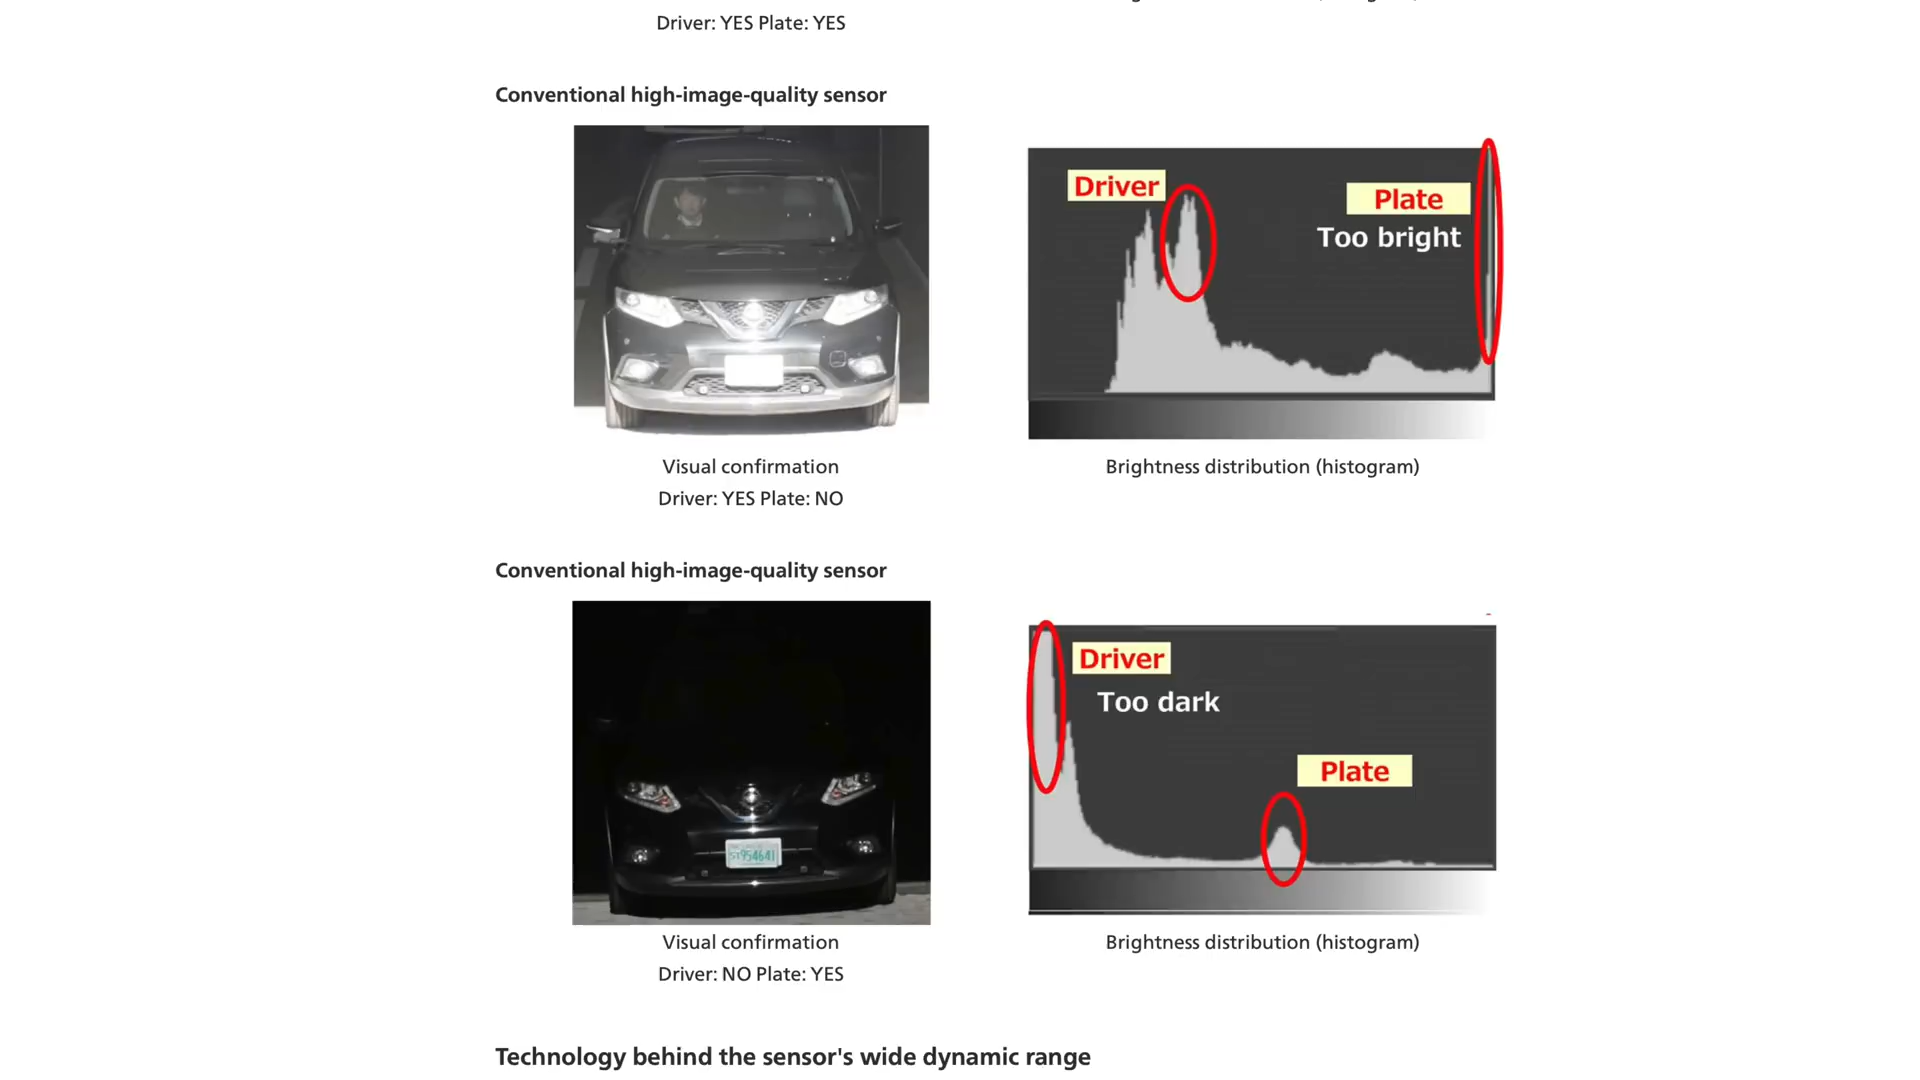 Driver: YES Plate: YES
Conventional high-image-quality sensor
Driver
Plate
Too bright
Visual confirmation
Driver: YES Plate: NO
Brightness distribution (histogram)
Conventional high-image-quality sensor
Driver
Too dark
Plate
954641
Visual confirmation
Driver: NO Plate: YES
Brightness distribution (histogram)
Technology behind the sensor's wide dynamic range